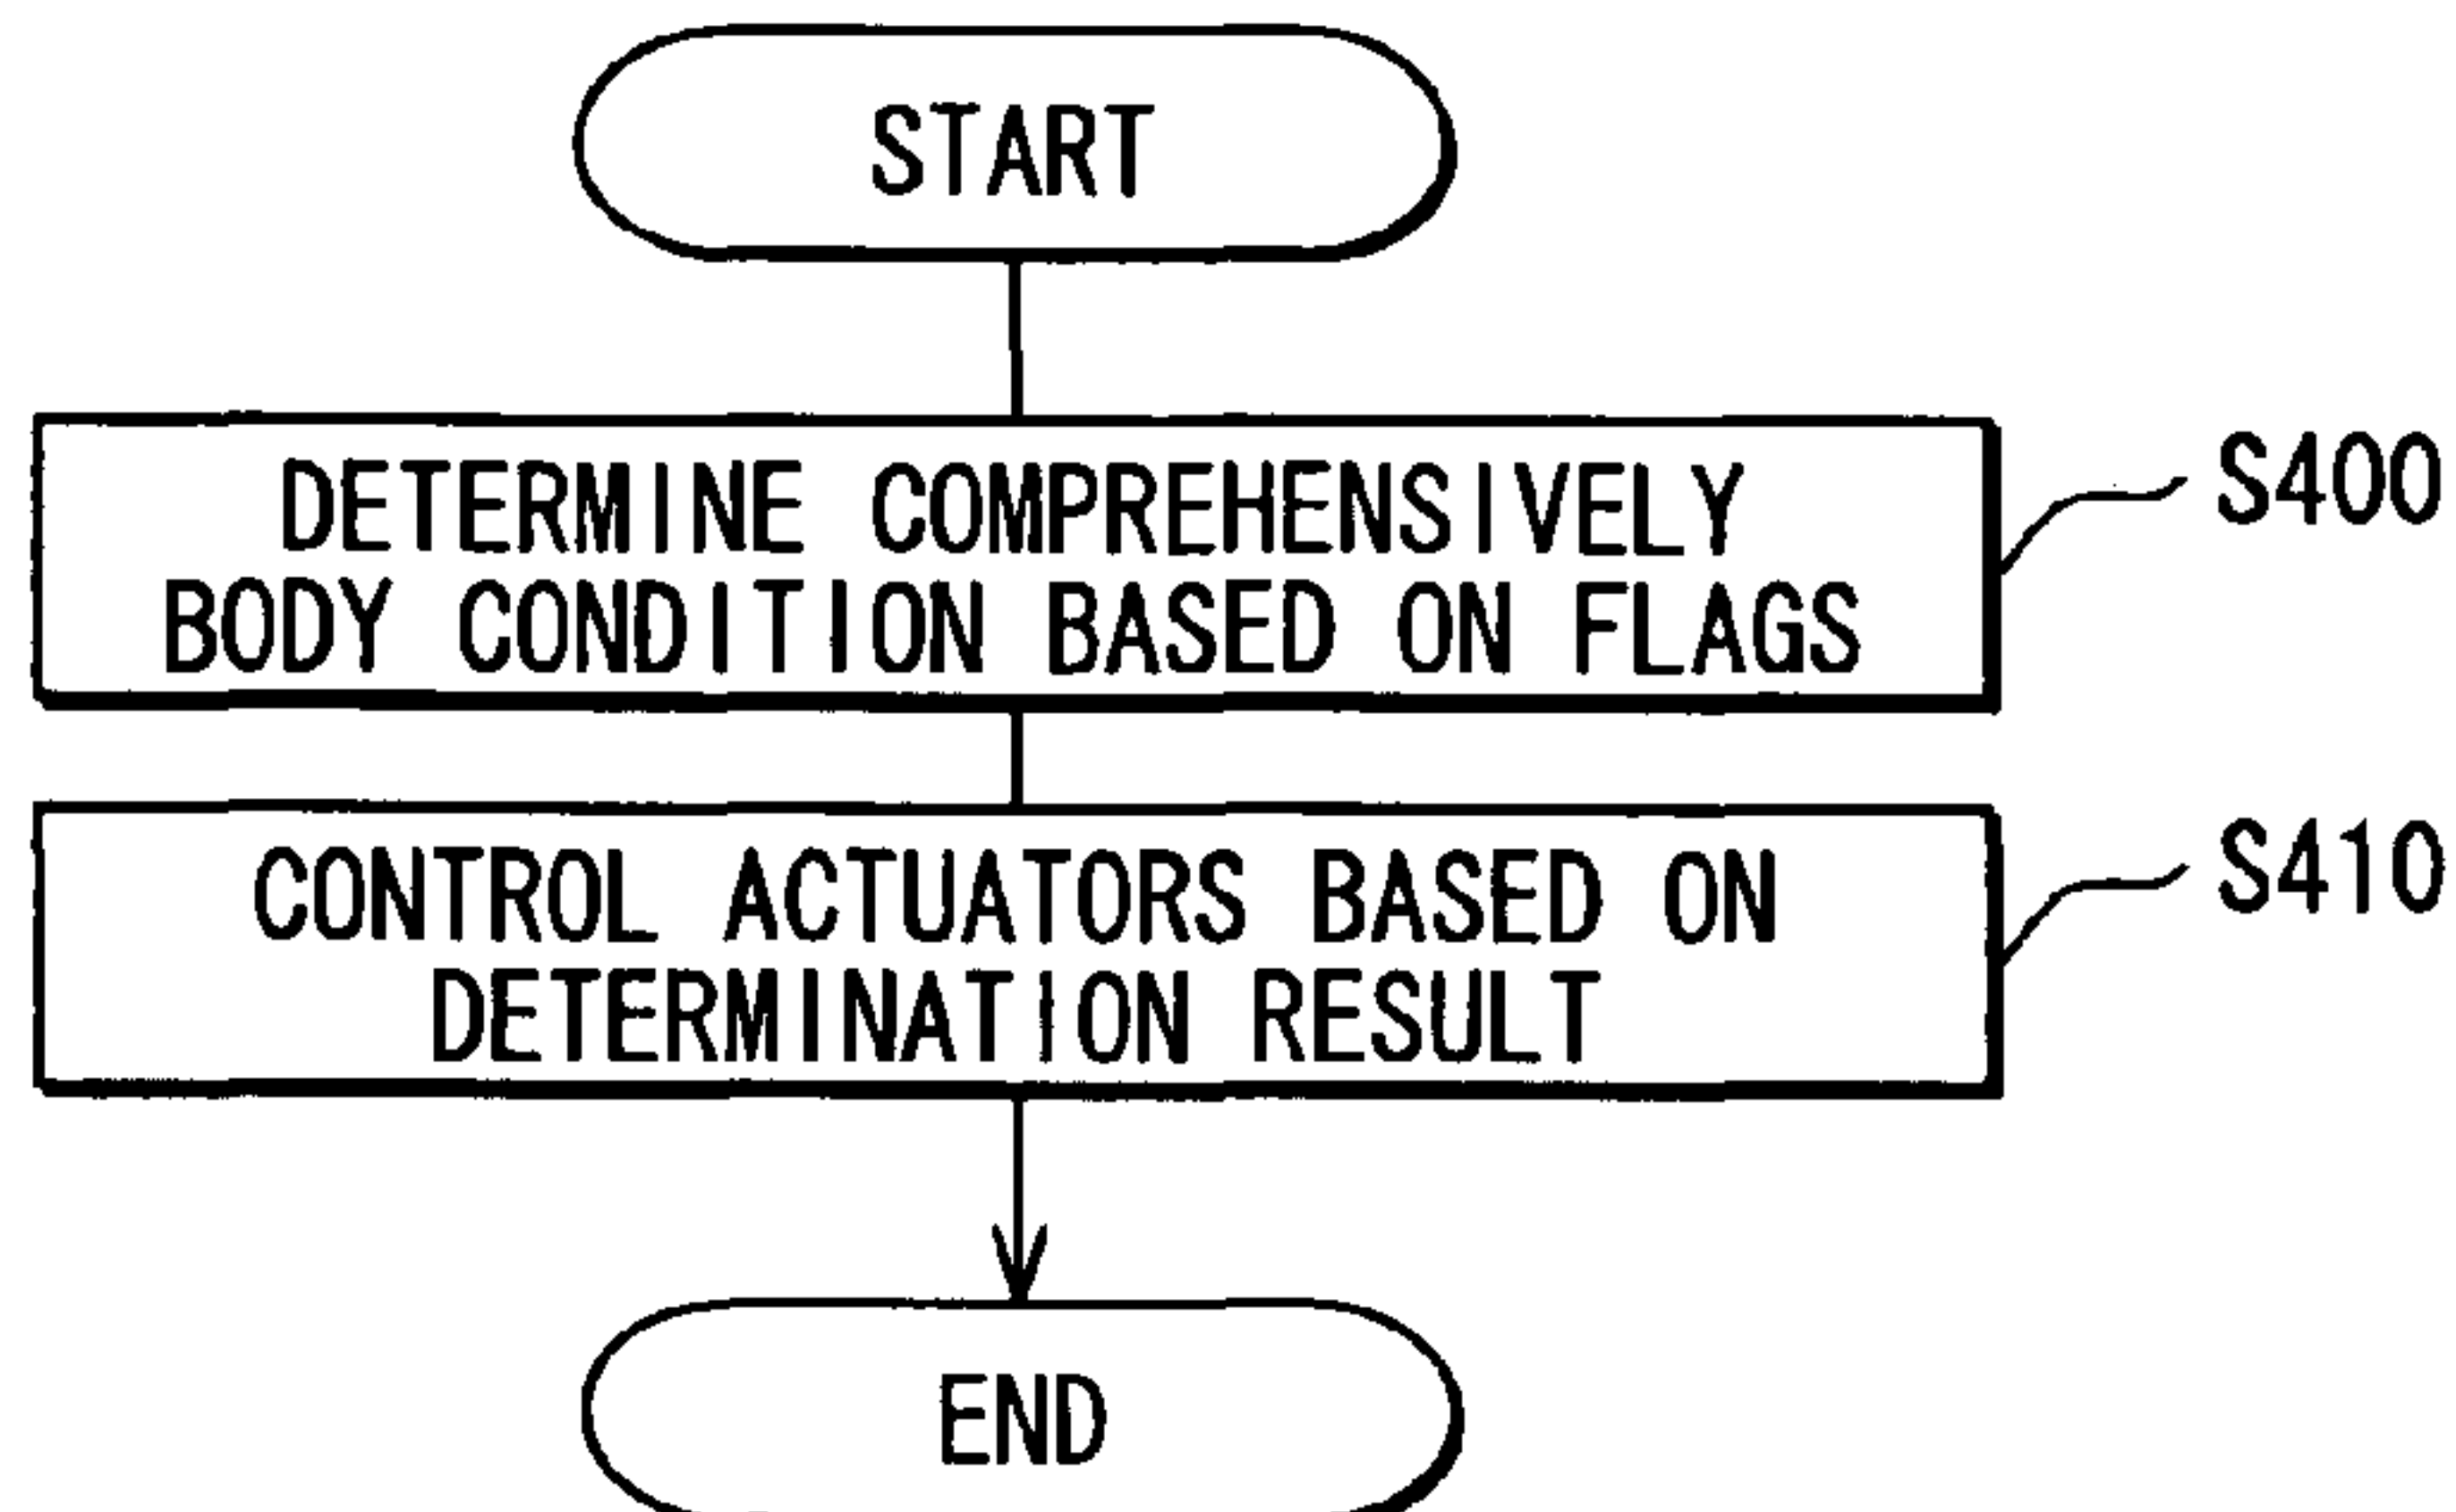 START
DETERMINE COMPREHENSIVELY
BODY CONDITION BASED ON FLAGS
S400
CONTROL ACTUATORS BASED ON
DETERMINATION RESULT
S410
END